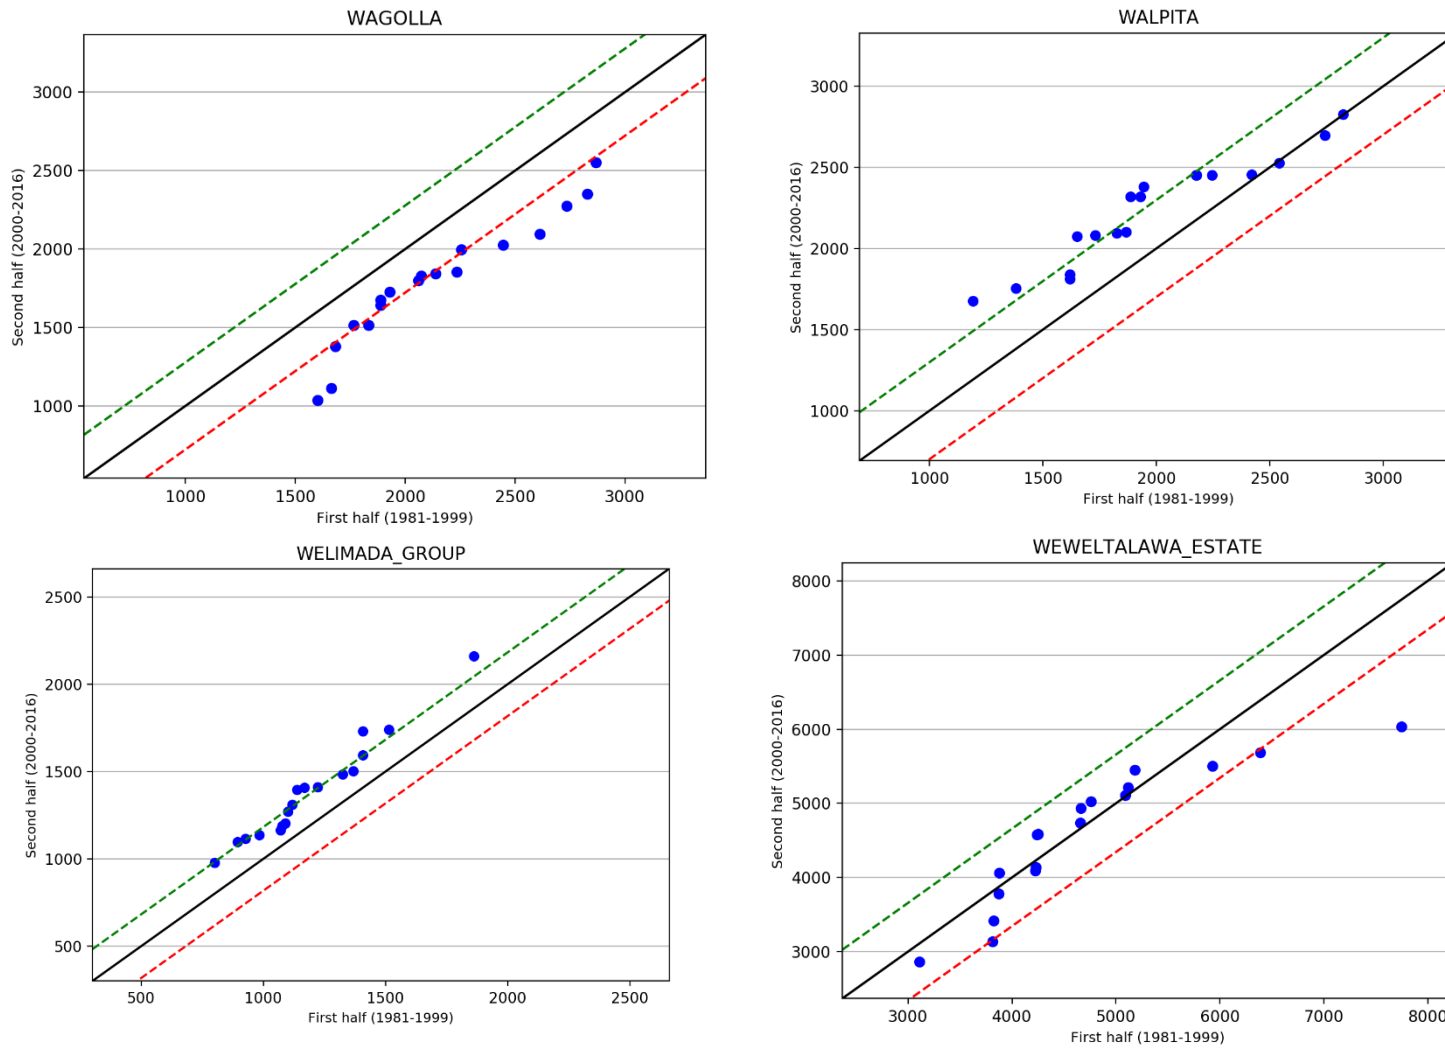 WAGOLLA
3000
2500
2000
1500
1000
Second half (2000-2016)
1000 1500 2000 2500 3000
First half (1981-1999)
WALPITA
3000
2500
2000
1500
1000
Second half (2000-2016)
1000 1500 2000 2500 3000
First half (1981-1999)
WELIMADA_GROUP
2500
2000
1500
1000
500
Second half (2000-2016)
500 1000 1500 2000 2500
First half (1981-1999)
WEWELTALAWA_ESTATE
8000
7000
6000
5000
4000
3000
Second half (2000-2016)
3000 4000 5000 6000 7000 8000
First half (1981-1999)